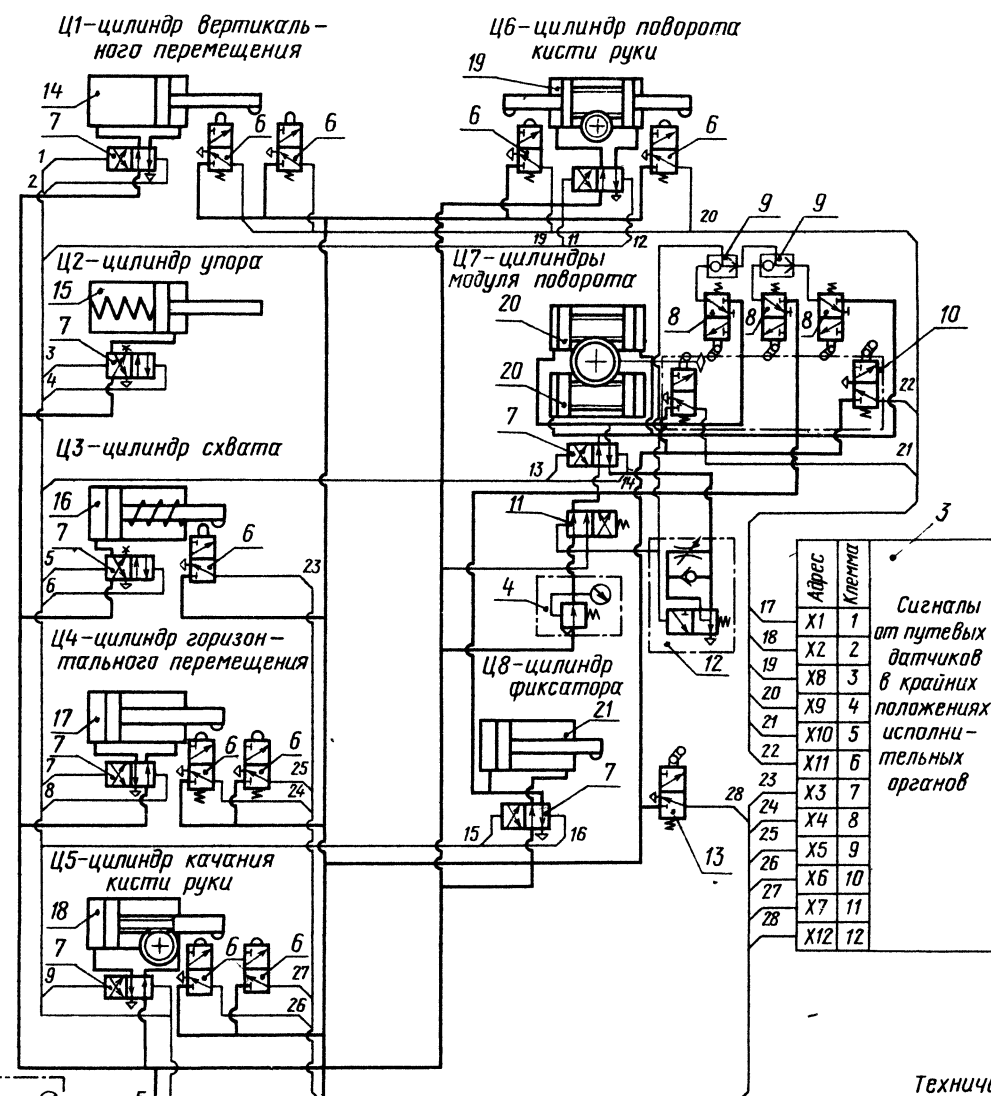 Ц1-цилиндр вертикаль-
ного перемещения
14
7
6
6
1
2
Ц6-цилиндр поворота
кисти руки
19
6
6
20
19
11
12
Ц2-цилиндр упора
15
7
3
4
Ц7-цилиндры
модуля поворота
20
20
7
13
14
9
9
8
8
8
10
22
21
Ц3-цилиндр схвата
16
7
6
5
6
23
11
4
12
3
Ц4-цилиндр горизон-
тального перемещения
17
7
7
8
6
6
25
24
Ц8-цилиндр
фиксатора
21
7
15
16
28
13
Ц5-цилиндр качания
кисти руки
18
7
9
6
6
27
26
Адрес Клемма
17 X1 1
18 X2 2
19 X8 3
20 X9 4
21 X10 5
22 X11 6
23 X3 7
24 X4 8
25 X5 9
26 X6 10
27 X7 11
28 X12 12
Сигналы
от путевых
датчиков
в крайних
положениях
исполни-
тельных
органов
Техниче